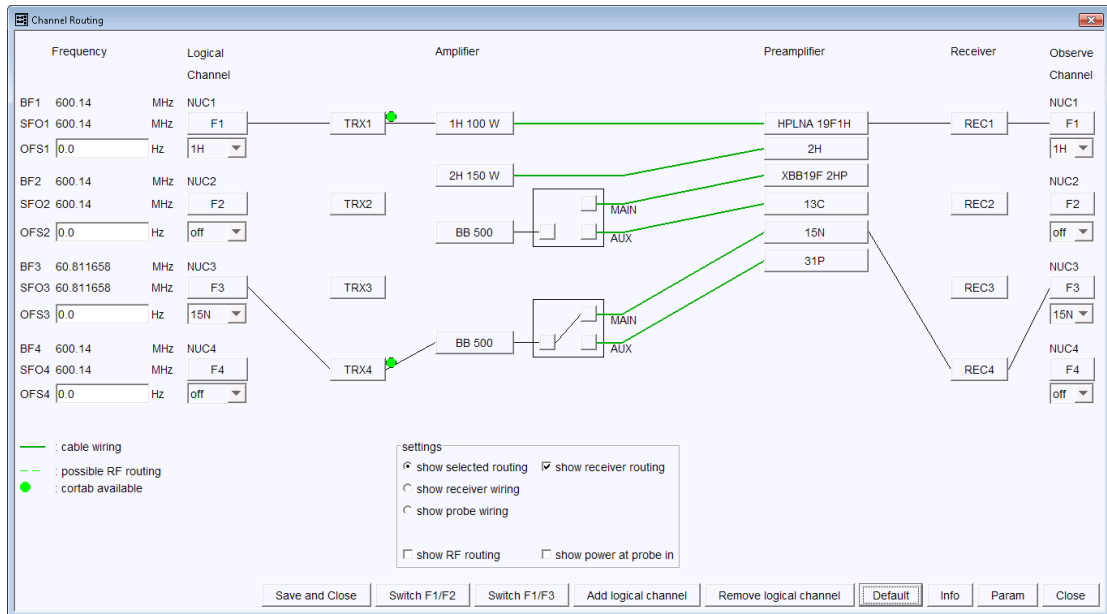 Channel Routing
Frequency Logical Channel Amplifier Preamplifier Receiver Observe Channel
BF1 600.14 MHz NUC1 NUC1
SFO1 600.14 MHz F1 TRX1 1H 100 W HPLNA 19F1H REC1 F1
OFS1 0.0 Hz 1H 2H 1H
2H 150 W XBB19F 2HP
BF2 600.14 MHz NUC2 NUC2
SFO2 600.14 MHz F2 TRX2 MAIN 13C REC2 F2
OFS2 0.0 Hz off BB 500 AUX 15N off
31P
BF3 60.811658 MHz NUC3 NUC3
SFO3 60.811658 MHz F3 TRX3 REC3 F3
OFS3 0.0 Hz 15N MAIN 15N
BB 500 AUX
BF4 600.14 MHz NUC4 NUC4
SFO4 600.14 MHz F4 TRX4 REC4 F4
OFS4 0.0 Hz off off
: cable wiring
: possible RF routing
: cortab available
settings
show selected routing show receiver routing
show receiver wiring
show probe wiring
show RF routing show power at probe in
Save and Close Switch F1/F2 Switch F1/F3 Add logical channel Remove logical channel Default Info Param Close